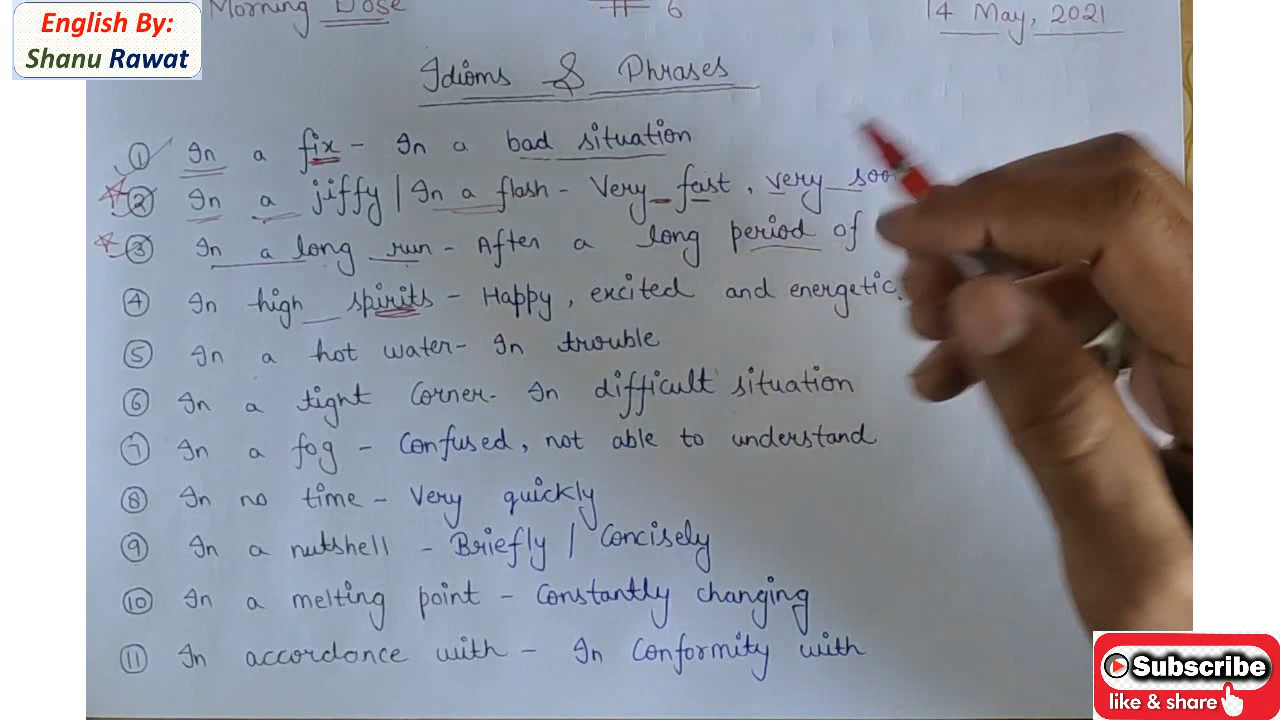 English By:
Shanu Rawat
Morning Dose # 6 14 May, 2021
Idioms & Phrases
① In a fix - In a bad situation
② In a jiffy / In a flash - Very fast, very soon
③ In a long run - After a long period of
④ In high spirits - Happy, excited and energetic.
⑤ In a hot water - In trouble
⑥ In a tight corner - In difficult situation
⑦ In a fog - Confused, not able to understand
⑧ In no time - Very quickly
⑨ In a nutshell - Briefly / Concisely
⑩ In a melting point - Constantly changing
⑪ In accordance with - In Conformity with
Subscribe
like & share